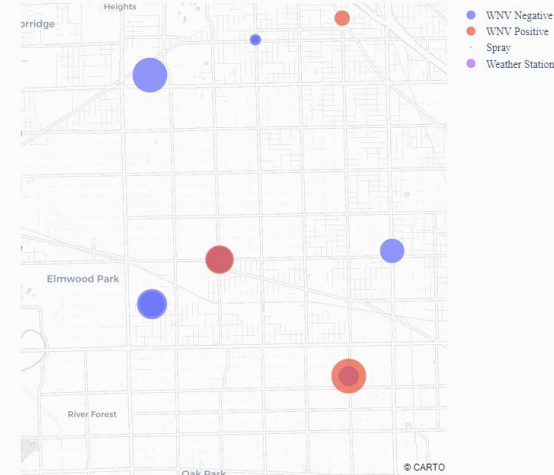 Heights
orridge
Elmwood Park
River Forest
Oak Park
© CARTO
WNV Negative
WNV Positive
Spray
Weather Station